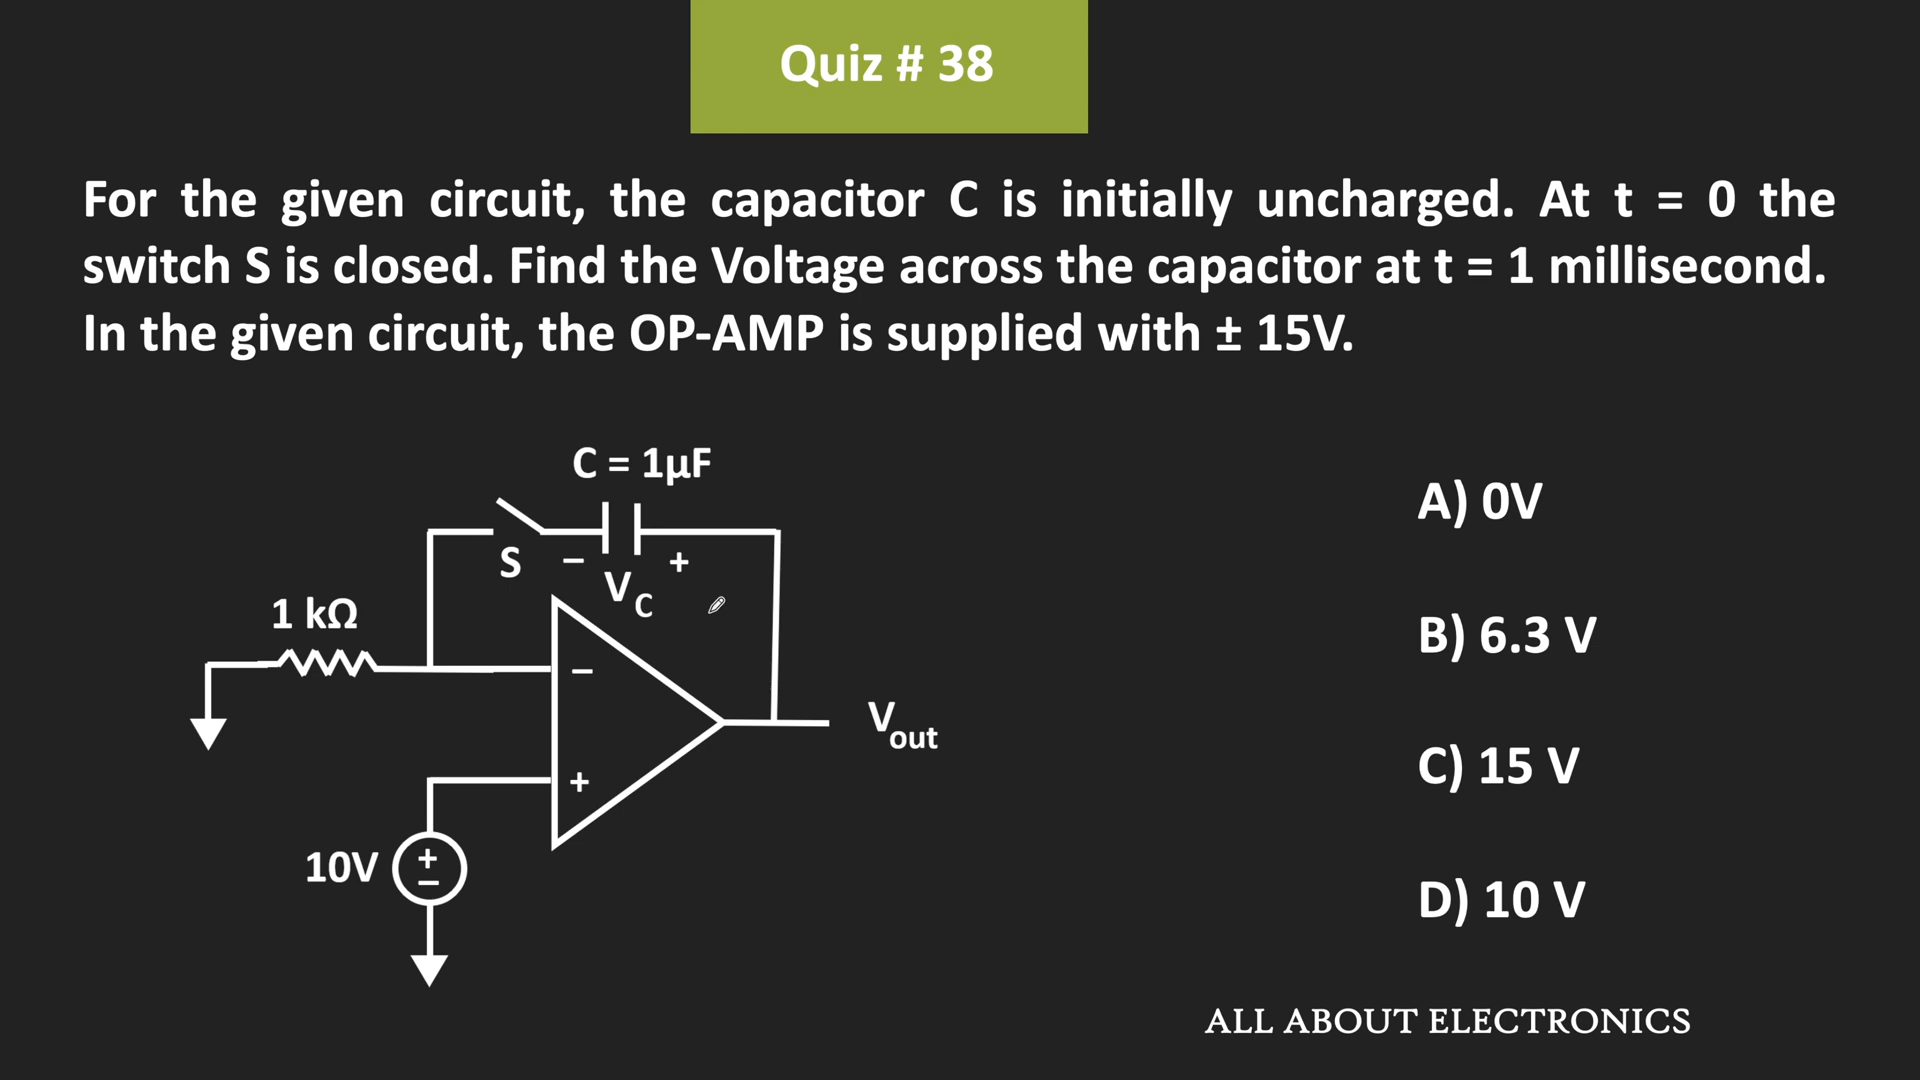 Quiz # 38
For the given circuit, the capacitor C is initially uncharged. At t = 0 the
switch S is closed. Find the Voltage across the capacitor at t = 1 millisecond.
In the given circuit, the OP-AMP is supplied with ± 15V.
C = 1μF
S
− +
V_C
1 kΩ
−
V_out
+
10V
+
−
A) 0V
B) 6.3 V
C) 15 V
D) 10 V
ALL ABOUT ELECTRONICS